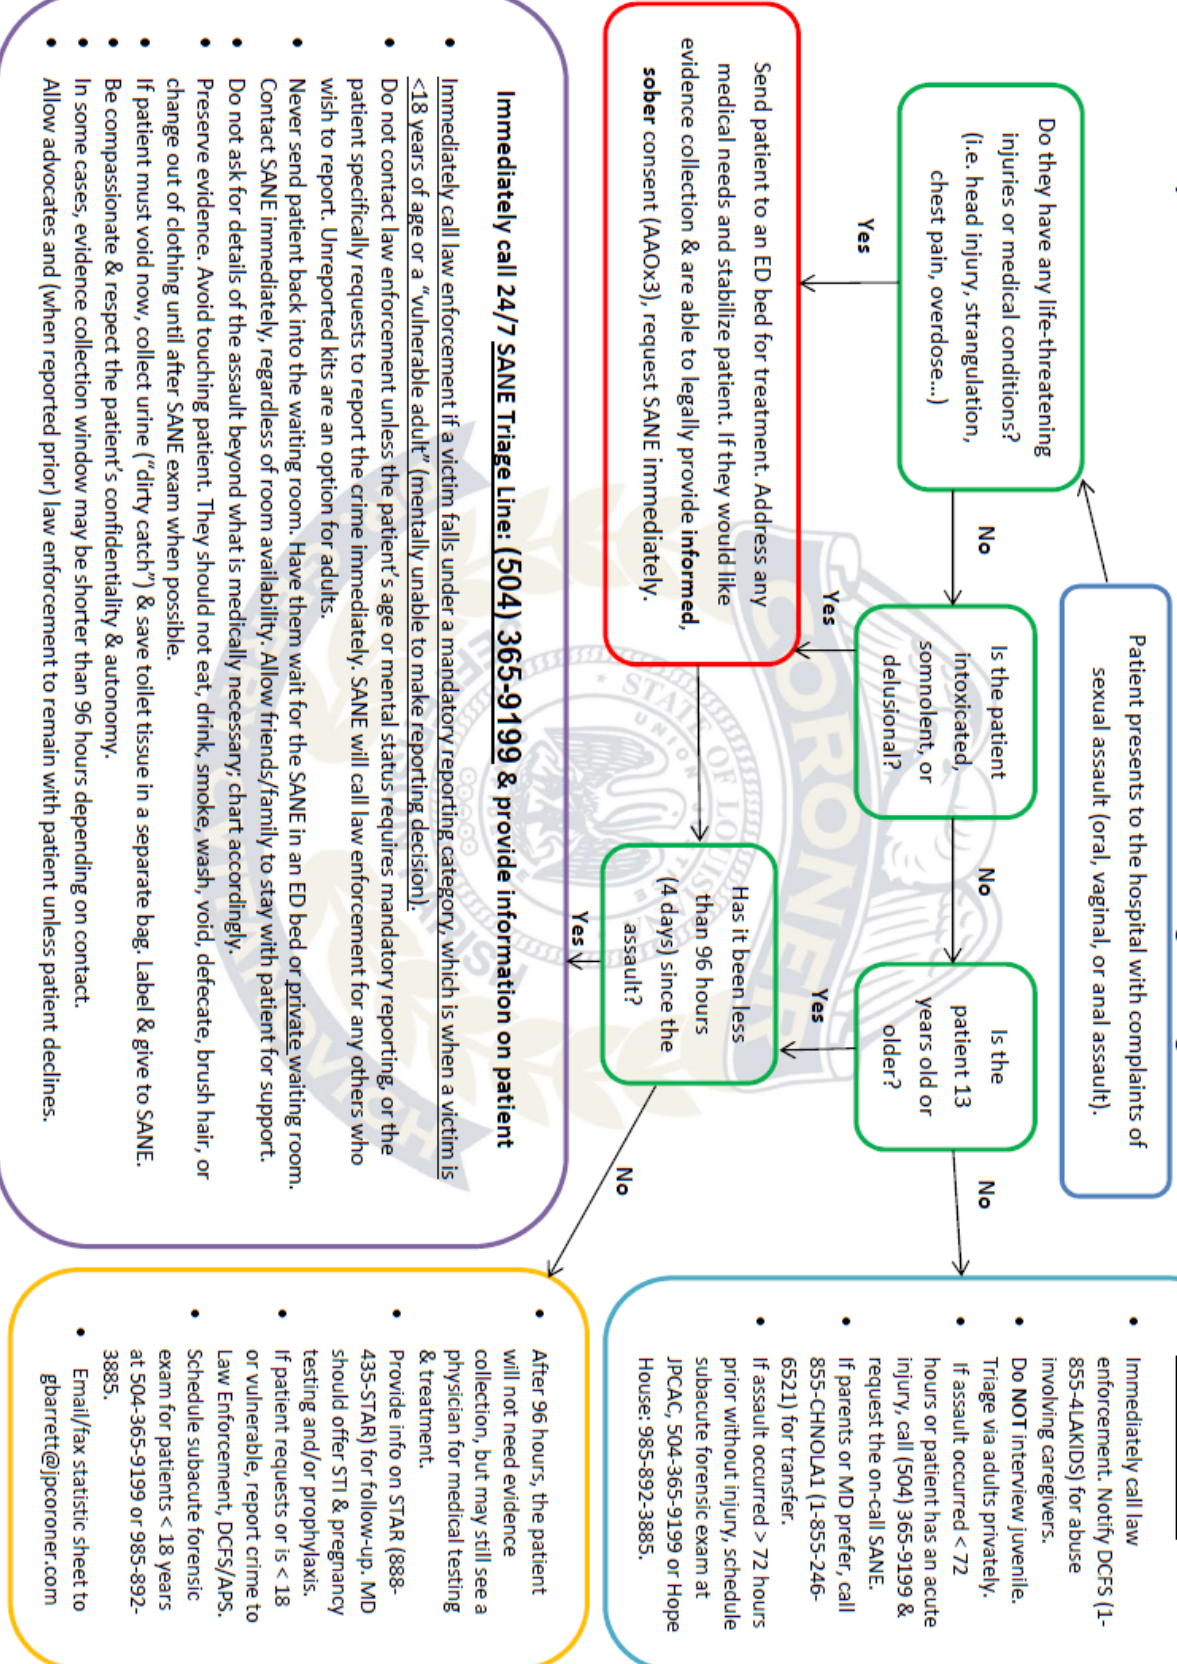 Patient presents to the hospital with complaints of
sexual assault (oral, vaginal, or anal assault).
Do they have any life-threatening
injuries or medical conditions?
(i.e. head injury, strangulation,
chest pain, overdose...)
No
Yes
Is the patient
intoxicated,
somnolent, or
delusional?
No
Yes
Is the
patient 13
years old or
older?
No
Yes
Send patient to an ED bed for treatment. Address any
medical needs and stabilize patient. If they would like
evidence collection & are able to legally provide informed,
sober consent (AAOx3), request SANE immediately.
Has it been less
than 96 hours
(4 days) since the
assault?
Yes
No
• Immediately call law
enforcement. Notify DCFS (1-
855-4LAKIDS) for abuse
involving caregivers.
• Do NOT interview juvenile.
Triage via adults privately.
• If assault occurred < 72
hours or patient has an acute
injury, call (504) 365-9199 &
request the on-call SANE.
• If parents or MD prefer, call
855-CHNOLA1 (1-855-246-
6521) for transfer.
• If assault occurred > 72 hours
prior without injury, schedule
subacute forensic exam at
JPCAC, 504-365-9199 or Hope
House: 985-892-3885.
Immediately call 24/7 SANE Triage Line: (504) 365-9199 & provide information on patient
• Immediately call law enforcement if a victim falls under a mandatory reporting category, which is when a victim is
<18 years of age or a “vulnerable adult” (mentally unable to make reporting decision).
• Do not contact law enforcement unless the patient’s age or mental status requires mandatory reporting, or the
patient specifically requests to report the crime immediately. SANE will call law enforcement for any others who
wish to report. Unreported kits are an option for adults.
• Never send patient back into the waiting room. Have them wait for the SANE in an ED bed or private waiting room.
Contact SANE immediately, regardless of room availability. Allow friends/family to stay with patient for support.
• Do not ask for details of the assault beyond what is medically necessary; chart accordingly.
• Preserve evidence. Avoid touching patient. They should not eat, drink, smoke, wash, void, defecate, brush hair, or
change out of clothing until after SANE exam when possible.
• If patient must void now, collect urine (“dirty catch”) & save toilet tissue in a separate bag. Label & give to SANE.
• Be compassionate & respect the patient’s confidentiality & autonomy.
• In some cases, evidence collection window may be shorter than 96 hours depending on contact.
• Allow advocates and (when reported prior) law enforcement to remain with patient unless patient declines.
• After 96 hours, the patient
will not need evidence
collection, but may still see a
physician for medical testing
& treatment.
• Provide info on STAR (888-
435-STAR) for follow-up. MD
should offer STI & pregnancy
testing and/or prophylaxis.
• If patient requests or is < 18
or vulnerable, report crime to
Law Enforcement, DCFS/APS.
• Schedule subacute forensic
exam for patients < 18 years
at 504-365-9199 or 985-892-
3885.
• Email/fax statistic sheet to
gbarrett@jpcoroner.com
CORONER
STATE OF LOUISI
UNION